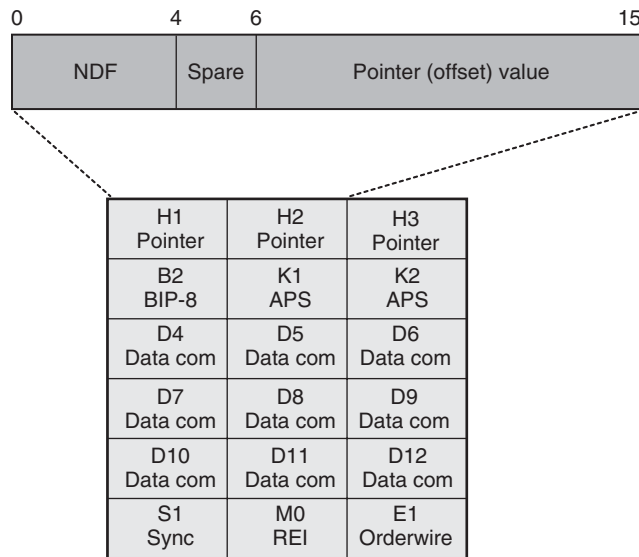 0 4 6 15
NDF Spare Pointer (offset) value
H1 H2 H3
Pointer Pointer Pointer
B2 K1 K2
BIP-8 APS APS
D4 D5 D6
Data com Data com Data com
D7 D8 D9
Data com Data com Data com
D10 D11 D12
Data com Data com Data com
S1 M0 E1
Sync REI Orderwire